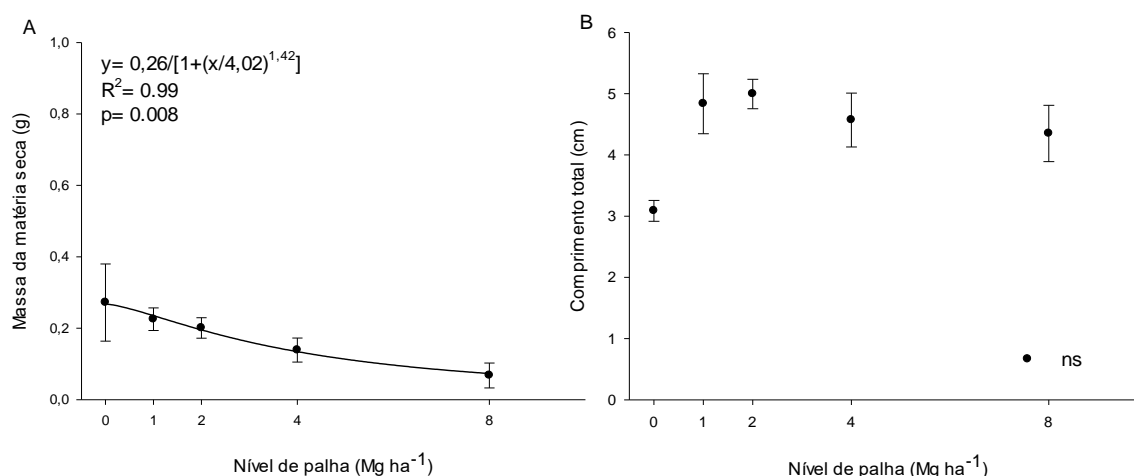 A
y= 0,26/[1+(x/4,02)^1,42]
R²= 0.99
p= 0.008
Massa da matéria seca (g)
1,0
0,8
0,6
0,4
0,2
0,0
0 1 2 4 8
Nível de palha (Mg ha⁻¹)
B
Comprimento total (cm)
6
5
4
3
2
1
0
ns
0 1 2 4 8
Nível de palha (Mg ha⁻¹)